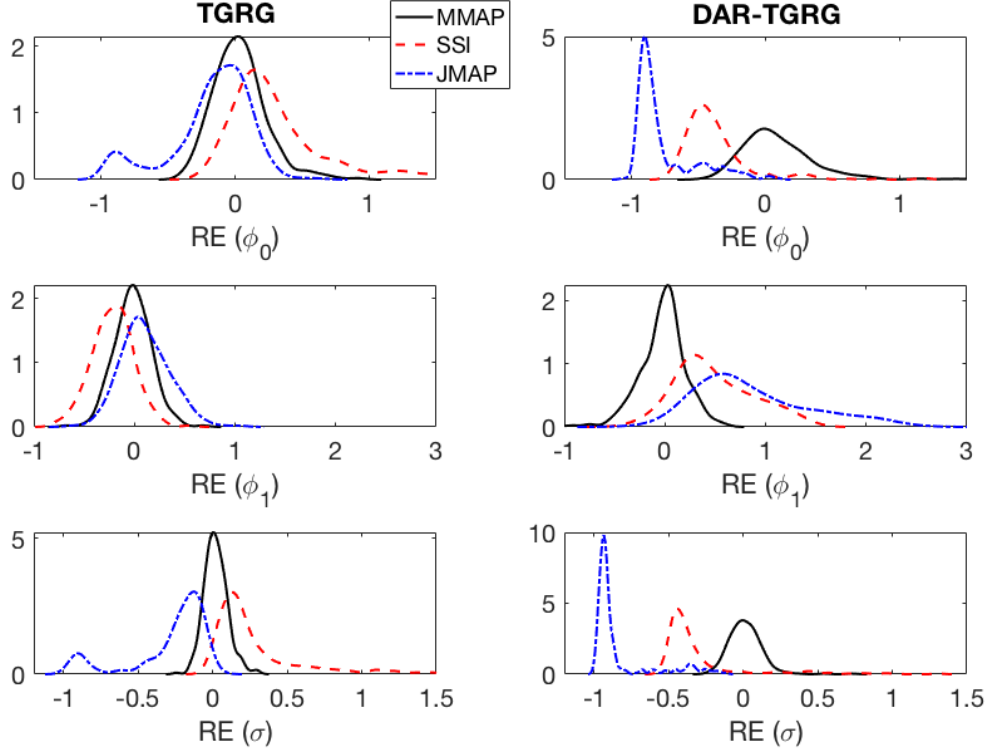 TGRG
DAR-TGRG
MMAP
SSI
JMAP
2
1
0
-1 0 1
RE (ϕ0)
5
0
-1 0 1
RE (ϕ0)
2
1
0
-1 0 1 2 3
RE (ϕ1)
2
1
0
-1 0 1 2 3
RE (ϕ1)
5
0
-1 -0.5 0 0.5 1 1.5
RE (σ)
10
5
0
-1 -0.5 0 0.5 1 1.5
RE (σ)